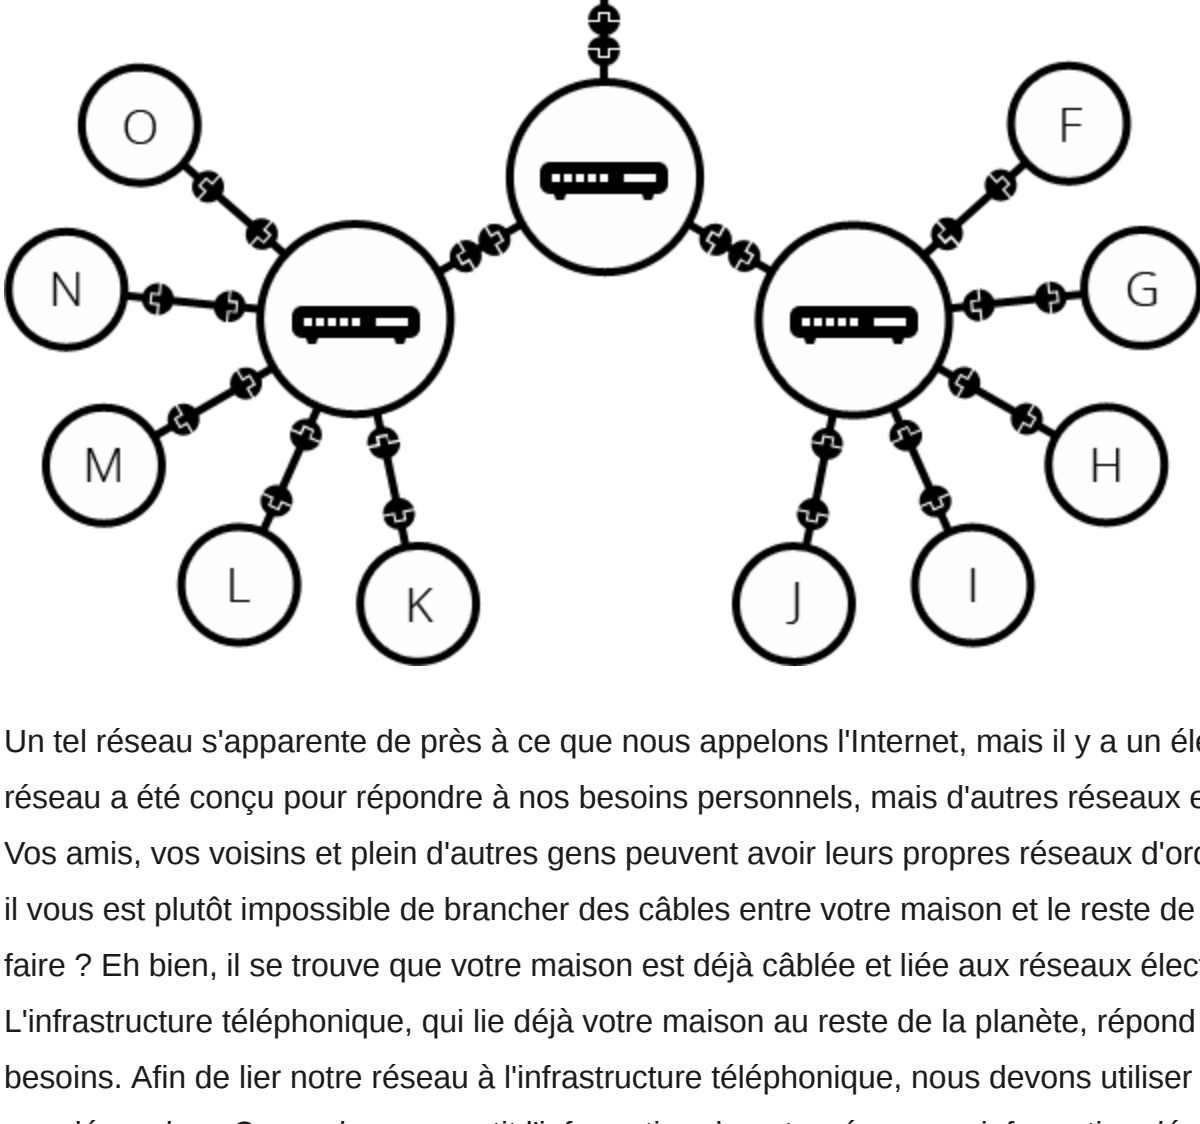 O
F
N
G
M
H
L
K
J
I
Un tel réseau s'apparente de près à ce que nous appelons l'Internet, mais il y a un
réseau a été conçu pour répondre à nos besoins personnels, mais d'autres réseaux
Vos amis, vos voisins et plein d'autres gens peuvent avoir leurs propres réseaux
il vous est plutôt impossible de brancher des câbles entre votre maison et le reste de
faire ? Eh bien, il se trouve que votre maison est déjà câblée et liée aux réseaux
L'infrastructure téléphonique, qui lie déjà votre maison au reste de la planète, répond
besoins. Afin de lier notre réseau à l'infrastructure téléphonique, nous devons utiliser